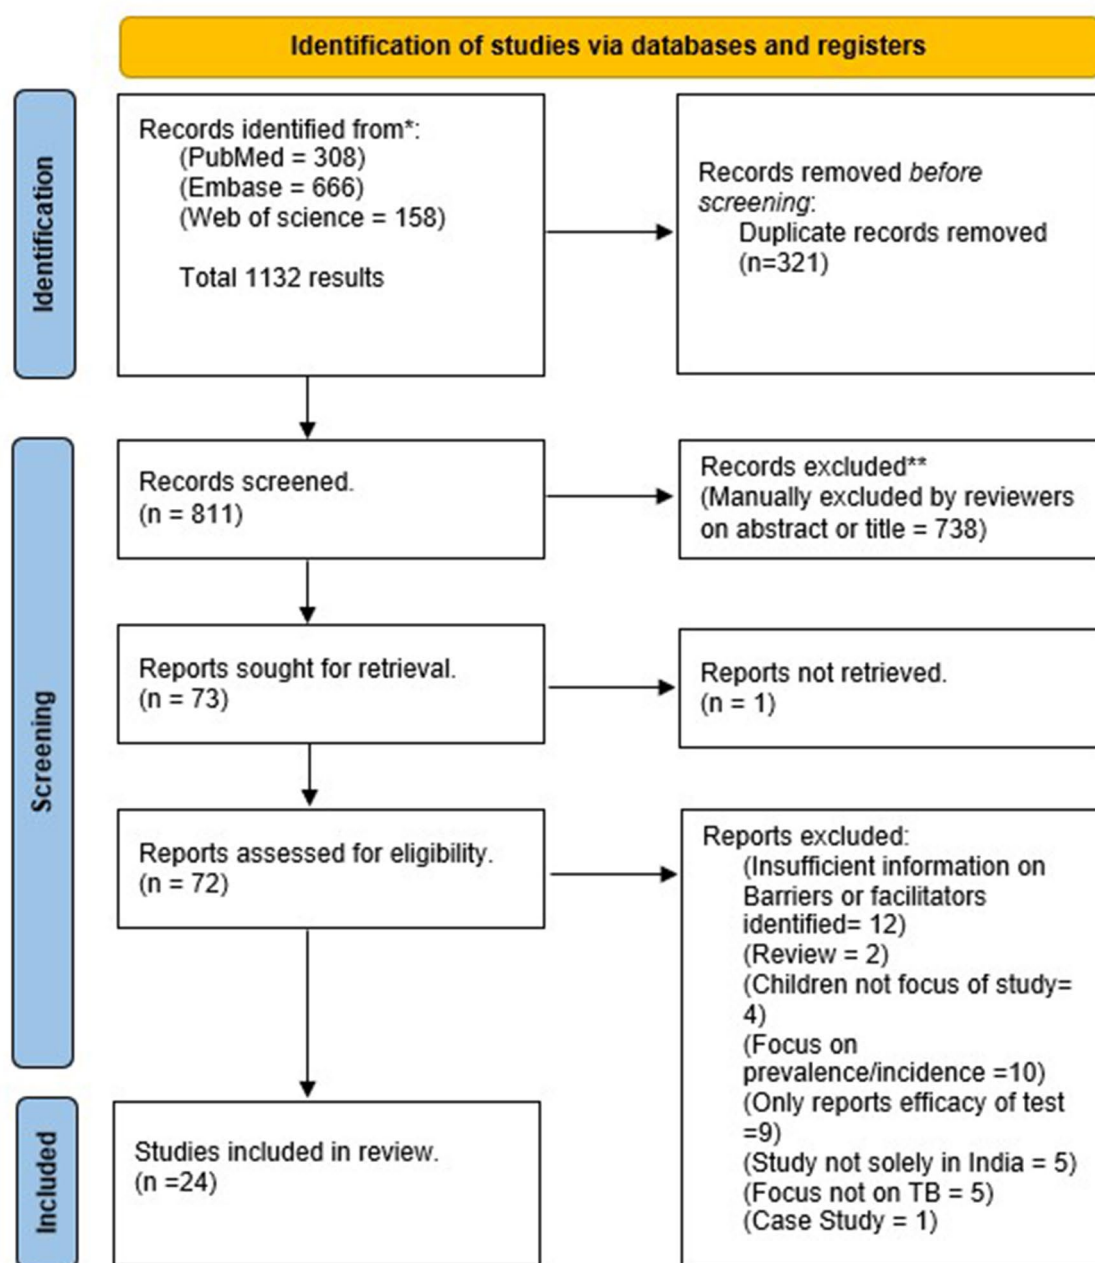 Identification of studies via databases and registers
Identification
Records identified from*:
(PubMed = 308)
(Embase = 666)
(Web of science = 158)
Total 1132 results
Records removed before
screening:
Duplicate records removed
(n=321)
Screening
Records screened.
(n = 811)
Records excluded**
(Manually excluded by reviewers
on abstract or title = 738)
Reports sought for retrieval.
(n = 73)
Reports not retrieved.
(n = 1)
Reports assessed for eligibility.
(n = 72)
Reports excluded:
(Insufficient information on
Barriers or facilitators
identified= 12)
(Review = 2)
(Children not focus of study=
4)
(Focus on
prevalence/incidence =10)
(Only reports efficacy of test
=9)
(Study not solely in India = 5)
(Focus not on TB = 5)
(Case Study = 1)
Included
Studies included in review.
(n =24)